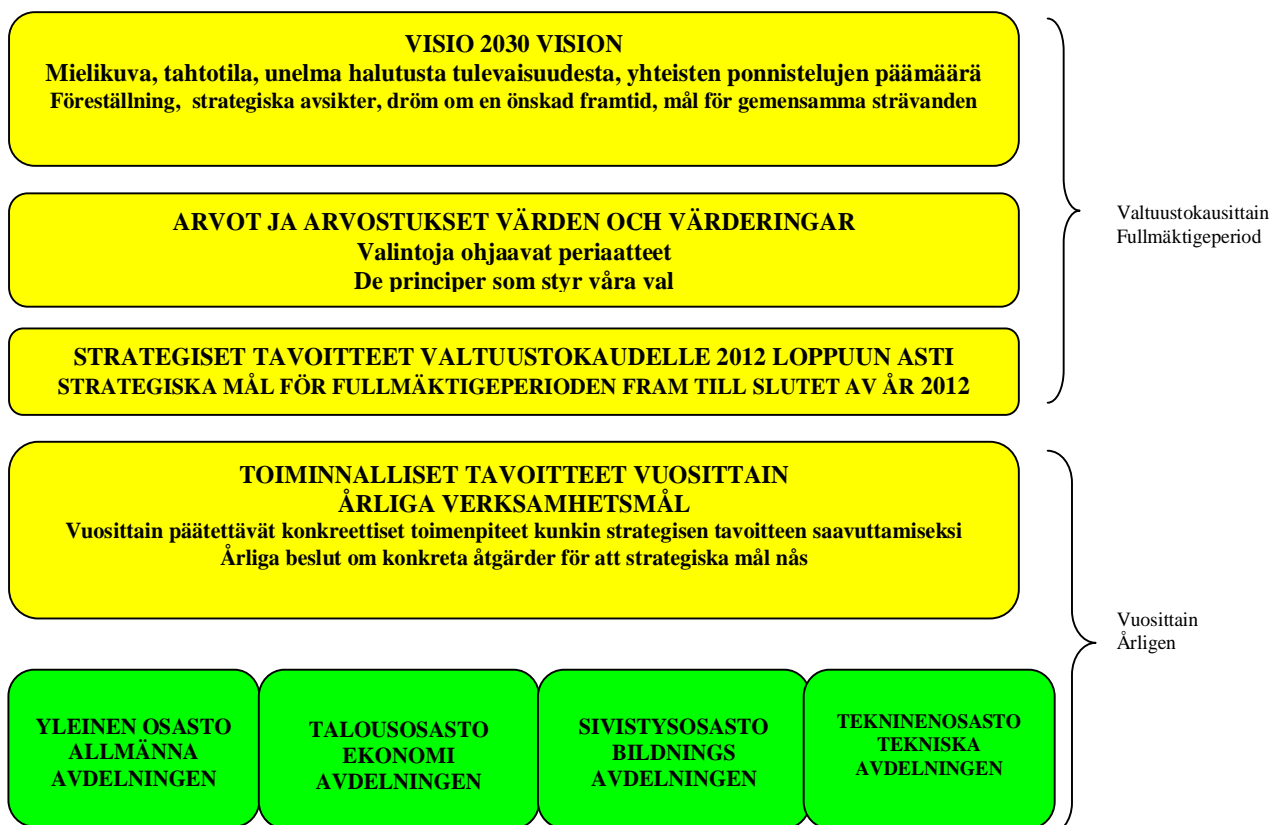 VISIO 2030 VISION
Mielikuva, tahtotila, unelma halutusta tulevaisuudesta, yhteisten ponnistelujen päämäärä
Föreställning, strategiska avsikter, dröm om en önskad framtid, mål för gemensamma strävanden
ARVOT JA ARVOSTUKSET VÄRDEN OCH VÄRDERINGAR
Valintoja ohjaavat periaatteet
De principer som styr våra val
Valtuustokausittain
Fullmäktigeperiod
STRATEGISET TAVOITTEET VALTUUSTOKAUDELLE 2012 LOPPUUN ASTI
STRATEGISKA MÅL FÖR FULLMÄKTIGEPERIODEN FRAM TILL SLUTET AV ÅR 2012
TOIMINNALLISET TAVOITTEET VUOSITTAIN
ÅRLIGA VERKSAMHETSMÅL
Vuosittain päätettävät konkreettiset toimenpiteet kunkin strategisen tavoitteen saavuttamiseksi
Årliga beslut om konkreta åtgärder för att strategiska mål nås
Vuosittain
Årligen
YLEINEN OSASTO
ALLMÄNNA
AVDELNINGEN
TALOUSOSASTO
EKONOMI
AVDELNINGEN
SIVISTYSOSASTO
BILDNINGS
AVDELNINGEN
TEKNINENOSASTO
TEKNISKA
AVDELNINGEN